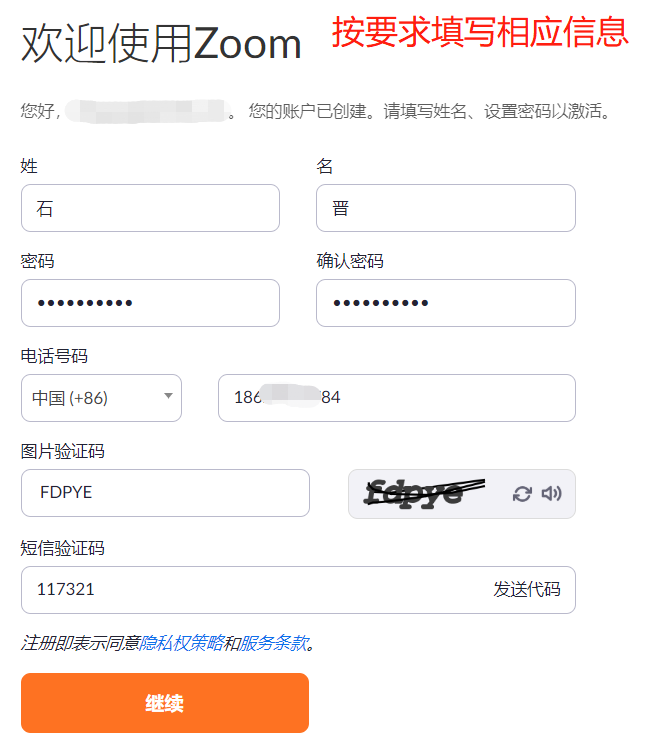 欢迎使用Zoom 按要求填写相应信息
您好, 。 您的账户已创建。请填写姓名、设置密码以激活。
姓 名
石 晋
密码 确认密码
•••••••••• ••••••••••
电话号码
中国 (+86) 186 84
图片验证码
FDPYE fdpye
短信验证码
117321 发送代码
注册即表示同意隐私权策略和服务条款。
继续